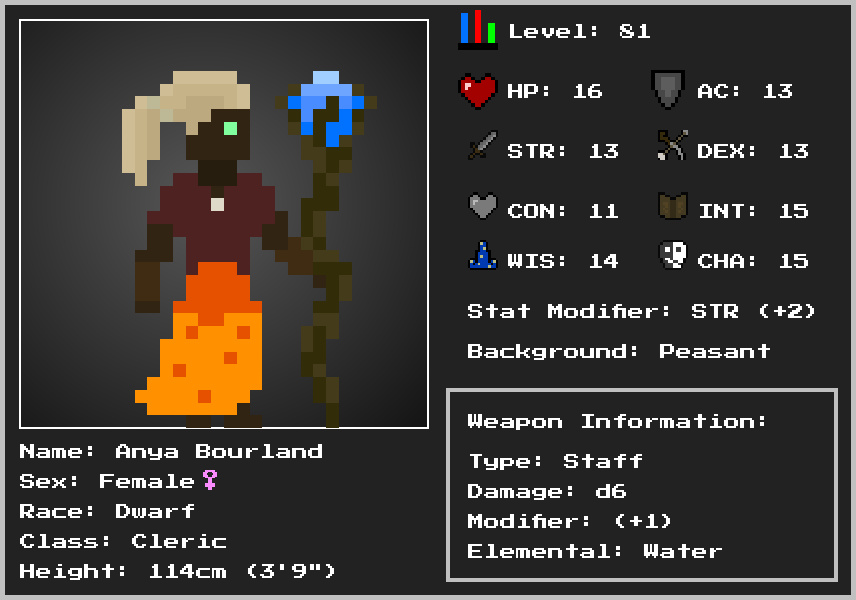 Level: 81
HP: 16 AC: 13
STR: 13 DEX: 13
CON: 11 INT: 15
WIS: 14 CHA: 15
Stat Modifier: STR (+2)
Background: Peasant
Weapon Information:
Type: Staff
Damage: d6
Modifier: (+1)
Elemental: Water
Name: Anya Bourland
Sex: Female♀
Race: Dwarf
Class: Cleric
Height: 114cm (3'9")